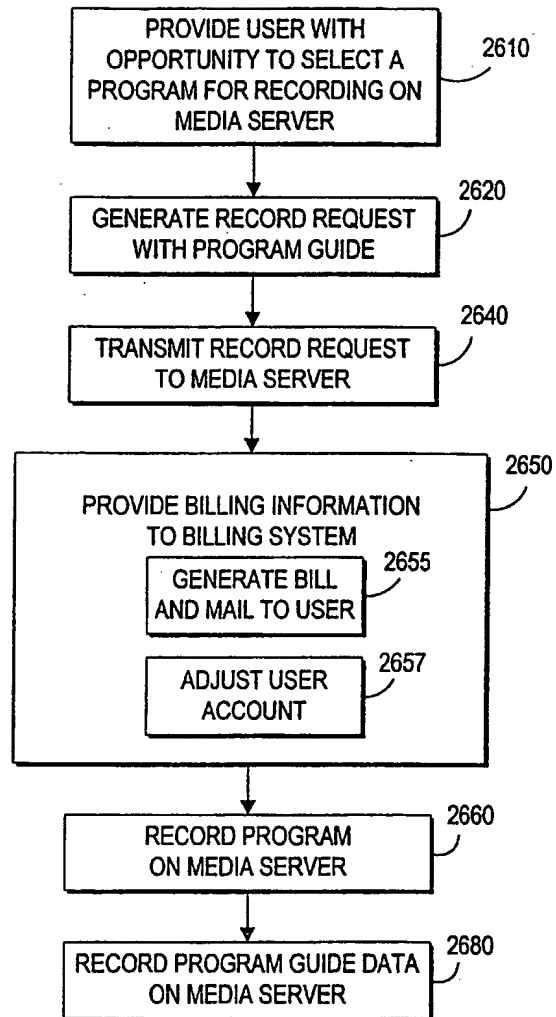 PROVIDE USER WITH
OPPORTUNITY TO SELECT A
PROGRAM FOR RECORDING ON
MEDIA SERVER
2610
GENERATE RECORD REQUEST
WITH PROGRAM GUIDE
2620
TRANSMIT RECORD REQUEST
TO MEDIA SERVER
2640
PROVIDE BILLING INFORMATION
TO BILLING SYSTEM
2650
GENERATE BILL
AND MAIL TO USER
2655
ADJUST USER
ACCOUNT
2657
RECORD PROGRAM
ON MEDIA SERVER
2660
RECORD PROGRAM GUIDE DATA
ON MEDIA SERVER
2680